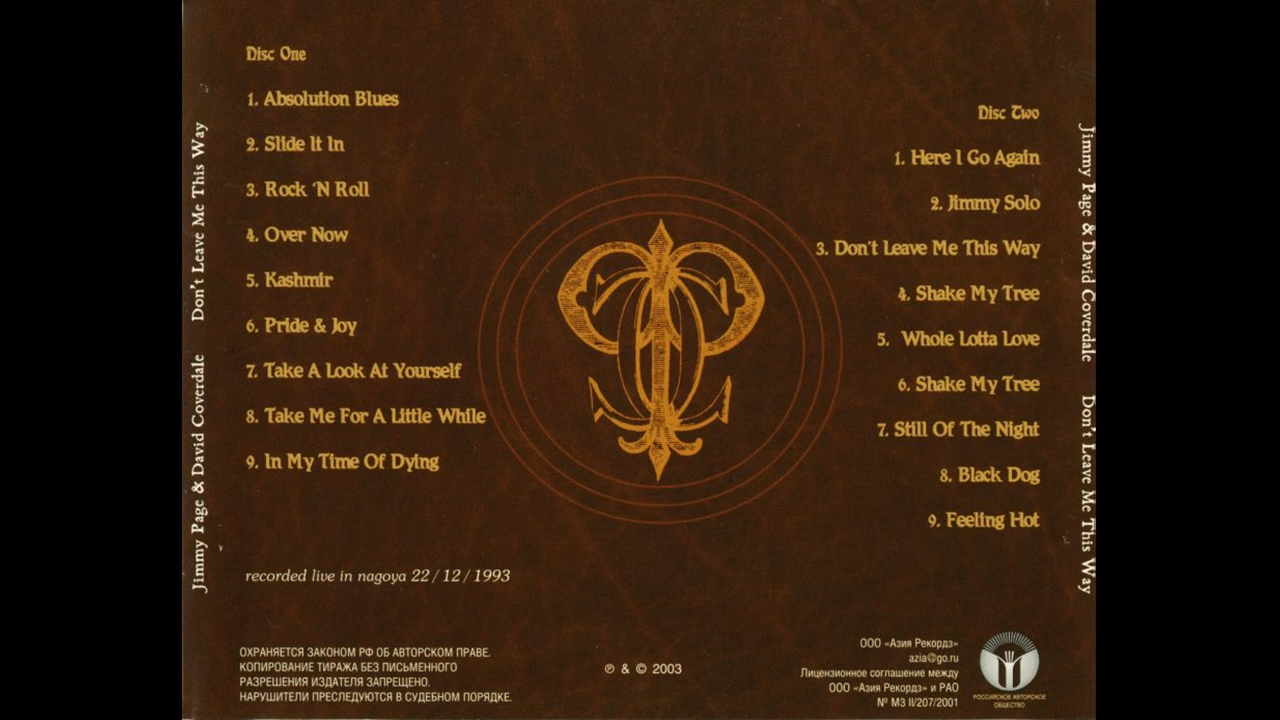 Disc One
1. Absolution Blues
2. Slide It In
3. Rock 'N Roll
4. Over Now
5. Kashmir
6. Pride & Joy
7. Take A Look At Yourself
8. Take Me For A Little While
9. In My Time Of Dying
recorded live in nagoya 22/12/1993
Disc Two
1. Here I Go Again
2. Jimmy Solo
3. Don't Leave Me This Way
4. Shake My Tree
5. Whole Lotta Love
6. Shake My Tree
7. Still Of The Night
8. Black Dog
9. Feeling Hot
ОХРАНЯЕТСЯ ЗАКОНОМ РФ ОБ АВТОРСКОМ ПРАВЕ.
КОПИРОВАНИЕ ТИРАЖА БЕЗ ПИСЬМЕННОГО
РАЗРЕШЕНИЯ ИЗДАТЕЛЯ ЗАПРЕЩЕНО.
НАРУШИТЕЛИ ПРЕСЛЕДУЮТСЯ В СУДЕБНОМ ПОРЯДКЕ.
℗ & © 2003
ООО «Азия Рекордз»
azia@go.ru
Лицензионное соглашение между
ООО «Азия Рекордз» и РАО
№ МЗ II/207/2001
РОССИЙСКОЕ АВТОРСКОЕ
ОБЩЕСТВО
Jimmy Page & David Coverdale Don't Leave Me This Way
Jimmy Page & David Coverdale Don't Leave Me This Way